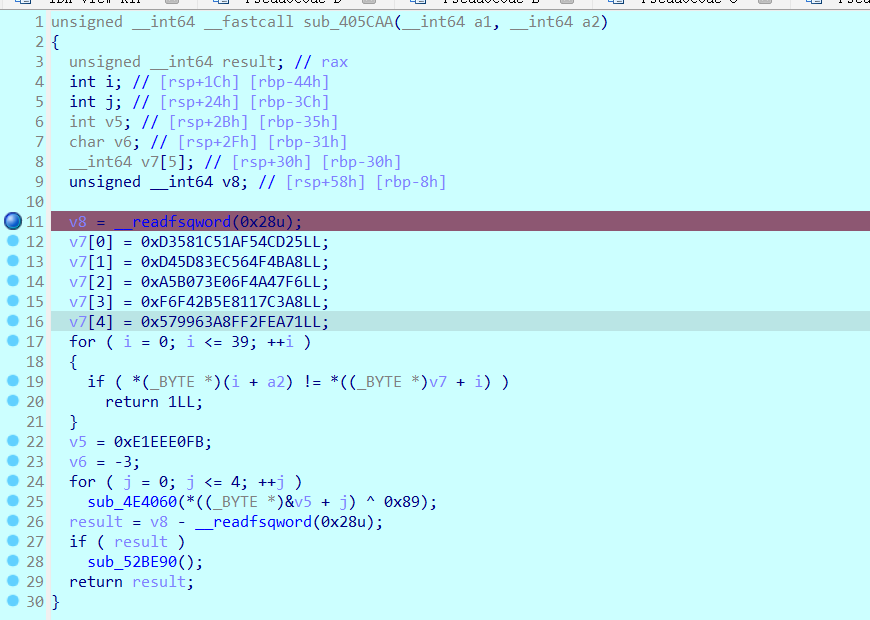 1 unsigned __int64 __fastcall sub_405CAA(__int64 a1, __int64 a2)
2 {
3   unsigned __int64 result; // rax
4   int i; // [rsp+1Ch] [rbp-44h]
5   int j; // [rsp+24h] [rbp-3Ch]
6   int v5; // [rsp+2Bh] [rbp-35h]
7   char v6; // [rsp+2Fh] [rbp-31h]
8   __int64 v7[5]; // [rsp+30h] [rbp-30h]
9   unsigned __int64 v8; // [rsp+58h] [rbp-8h]
10
11   v8 = __readfsqword(0x28u);
12   v7[0] = 0xD3581C51AF54CD25LL;
13   v7[1] = 0xD45D83EC564F4BA8LL;
14   v7[2] = 0xA5B073E06F4A47F6LL;
15   v7[3] = 0xF6F42B5E8117C3A8LL;
16   v7[4] = 0x579963A8FF2FEA71LL;
17   for ( i = 0; i <= 39; ++i )
18   {
19     if ( *(_BYTE *)(i + a2) != *((_BYTE *)v7 + i) )
20       return 1LL;
21   }
22   v5 = 0xE1EEE0FB;
23   v6 = -3;
24   for ( j = 0; j <= 4; ++j )
25     sub_4E4060(*((_BYTE *)&v5 + j) ^ 0x89);
26   result = v8 - __readfsqword(0x28u);
27   if ( result )
28     sub_52BE90();
29   return result;
30 }